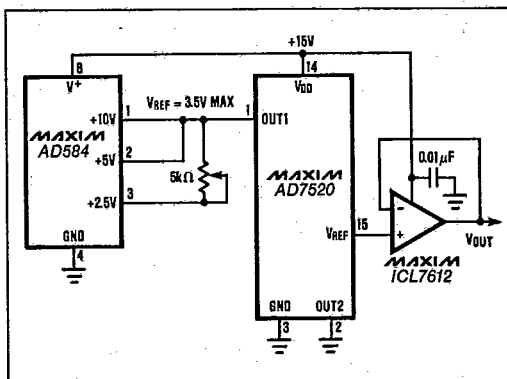 +15V
8
V+
14
VDD
+10V
1
VREF = 3.5V MAX
1
OUT1
MAXIM
AD584
+5V
2
5kΩ
+2.5V
3
GND
4
MAXIM
AD7520
0.01μF
VREF
15
−
+
VOUT
MAXIM
ICL7612
GND
OUT2
3
2